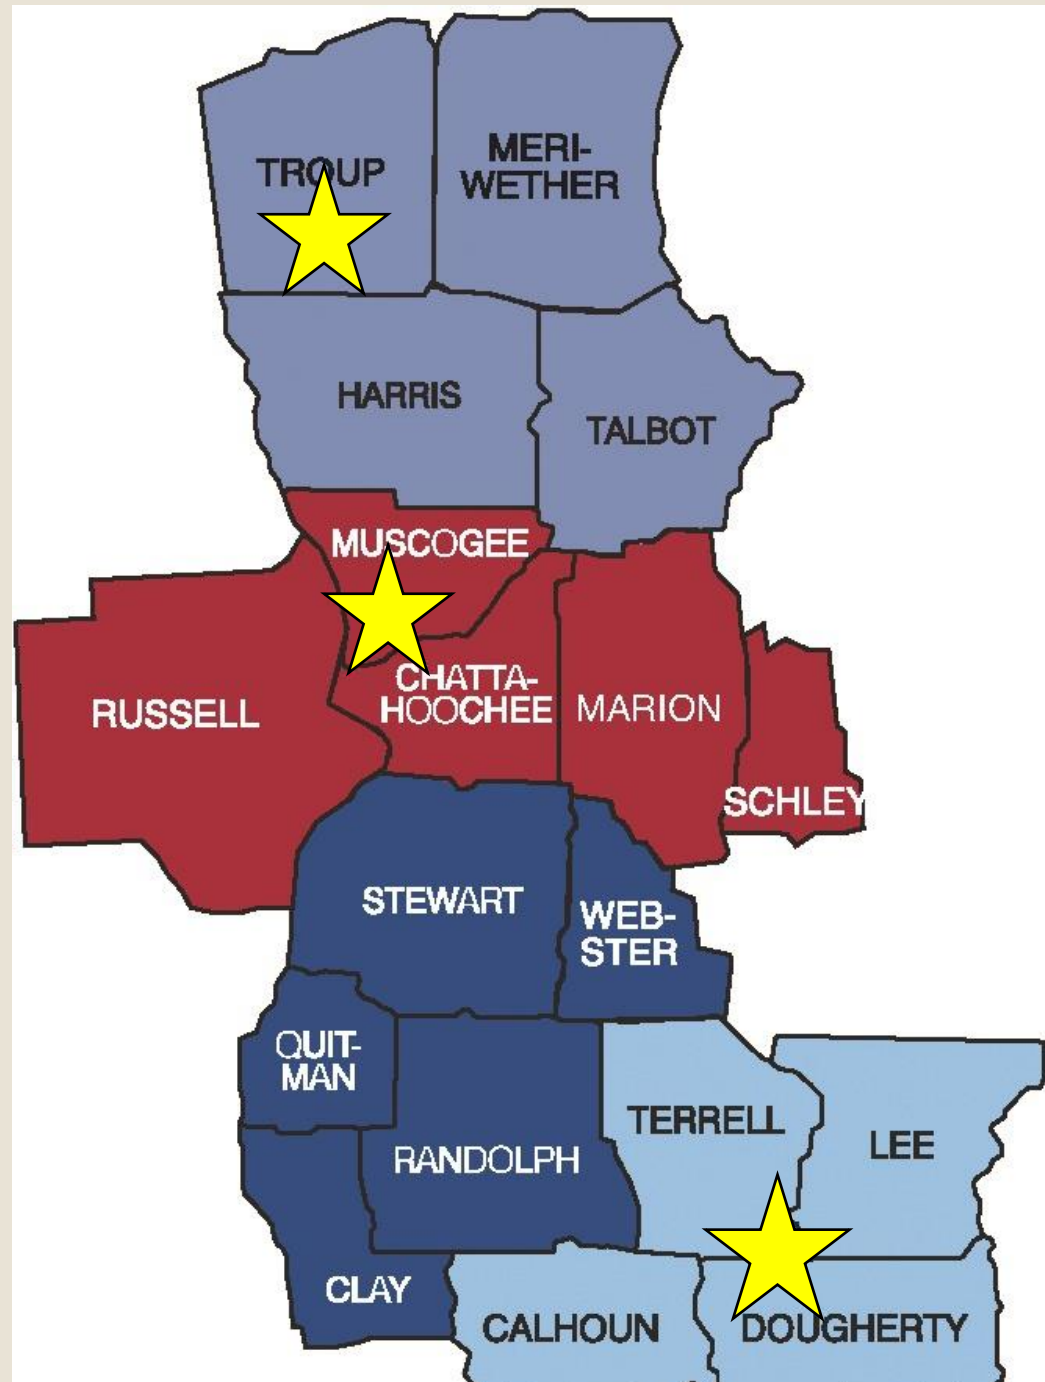 TROUP
MERI-
WETHER
HARRIS
TALBOT
MUSCOGEE
RUSSELL
CHATTA-
HOOCHEE
MARION
SCHLEY
STEWART
WEB-
STER
QUIT-
MAN
RANDOLPH
TERRELL
LEE
CLAY
CALHOUN
DOUGHERTY